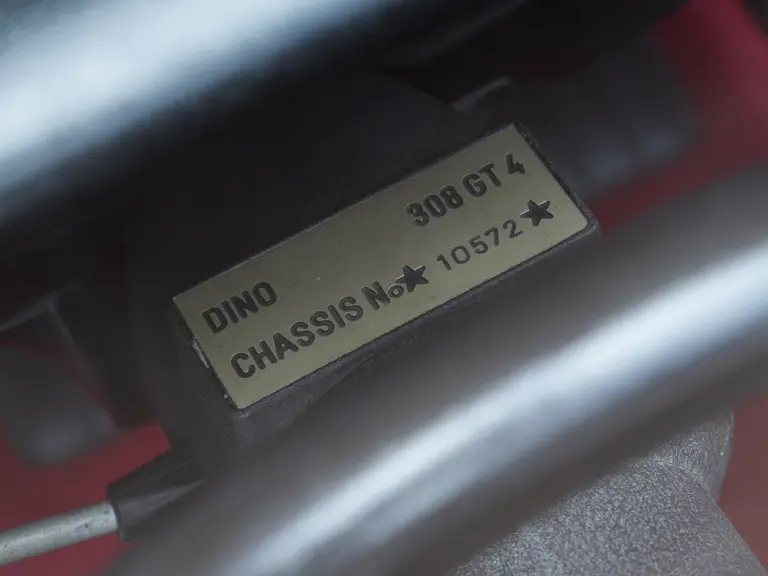 DINO 308 GT 4
CHASSIS No★ 10572★